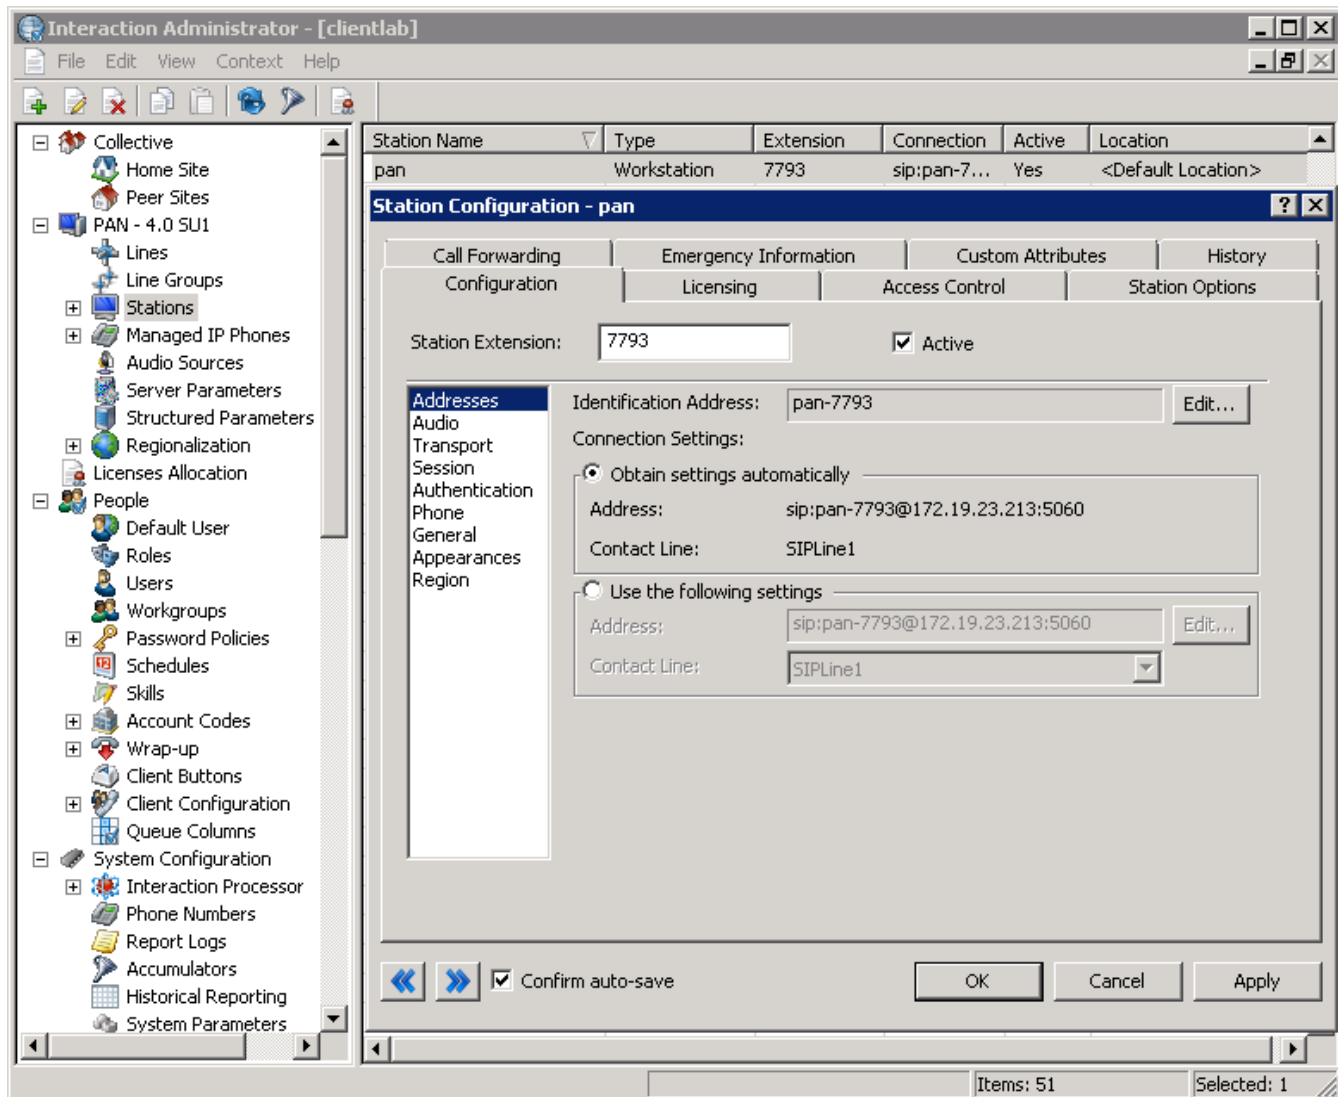 Interaction Administrator - [clientlab]
File Edit View Context Help
Collective
Home Site
Peer Sites
PAN - 4.0 SU1
Lines
Line Groups
Stations
Managed IP Phones
Audio Sources
Server Parameters
Structured Parameters
Regionalization
Licenses Allocation
People
Default User
Roles
Users
Workgroups
Password Policies
Schedules
Skills
Account Codes
Wrap-up
Client Buttons
Client Configuration
Queue Columns
System Configuration
Interaction Processor
Phone Numbers
Report Logs
Accumulators
Historical Reporting
System Parameters
Station Name Type Extension Connection Active Location
pan Workstation 7793 sip:pan-7... Yes <Default Location>
Station Configuration - pan
Call Forwarding Emergency Information Custom Attributes History
Configuration Licensing Access Control Station Options
Station Extension: 7793 Active
Addresses
Audio
Transport
Session
Authentication
Phone
General
Appearances
Region
Identification Address: pan-7793 Edit...
Connection Settings:
Obtain settings automatically
Address: sip:pan-7793@172.19.23.213:5060
Contact Line: SIPLine1
Use the following settings
Address: sip:pan-7793@172.19.23.213:5060 Edit...
Contact Line: SIPLine1
Confirm auto-save OK Cancel Apply
Items: 51 Selected: 1